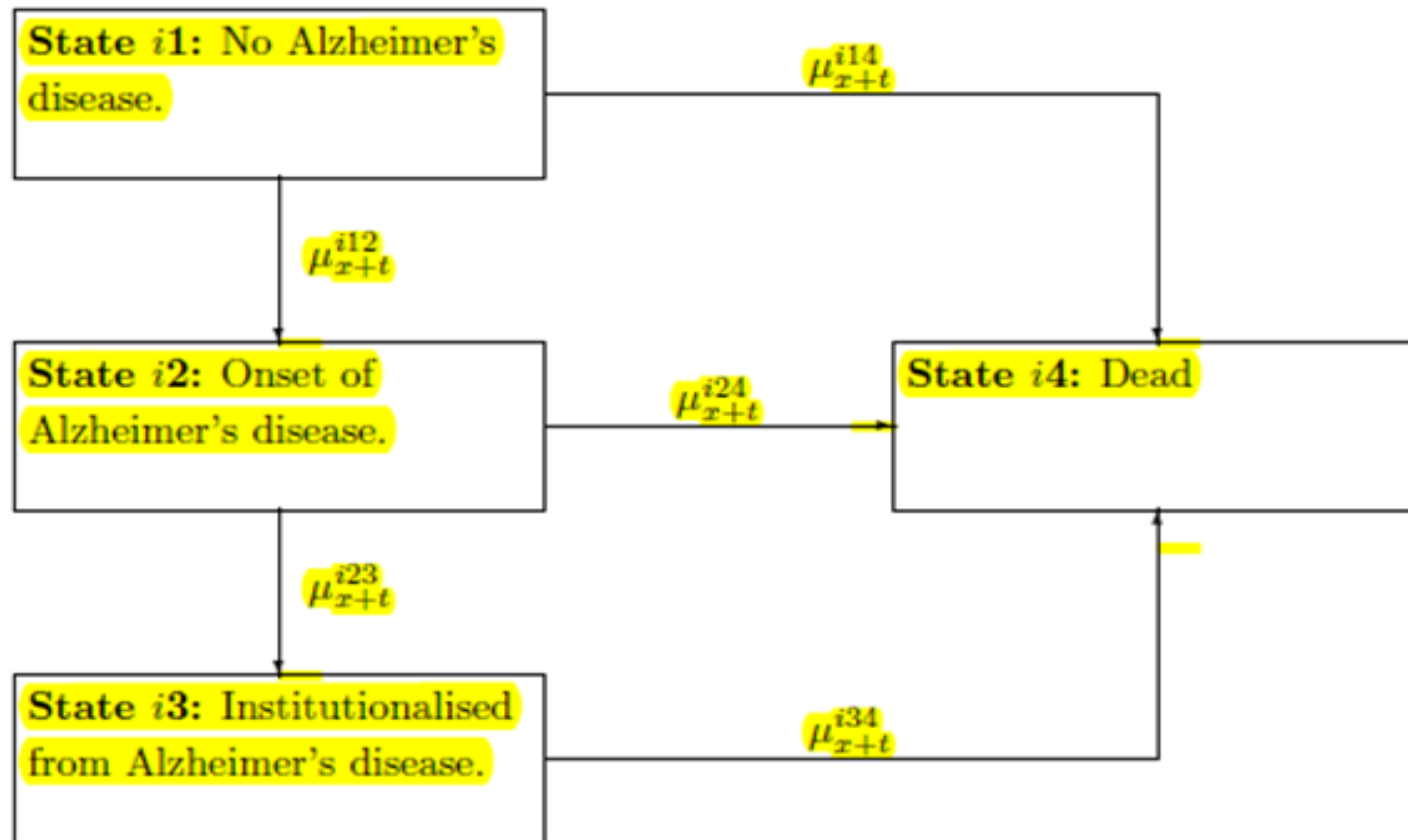 State i1: No Alzheimer's
disease.
μ^{i14}_{x+t}
μ^{i12}_{x+t}
State i2: Onset of
Alzheimer's disease.
μ^{i24}_{x+t}
State i4: Dead
μ^{i23}_{x+t}
State i3: Institutionalised
from Alzheimer's disease.
μ^{i34}_{x+t}